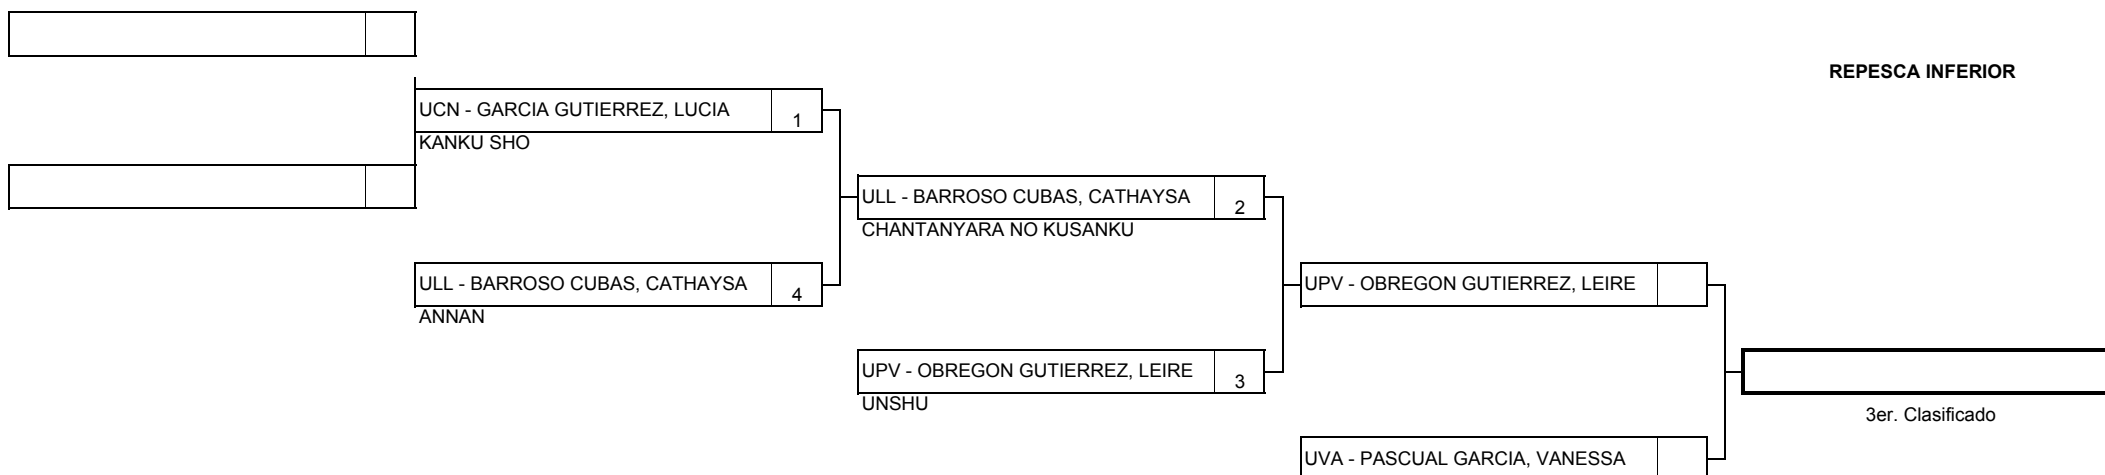 REPESCA INFERIOR
UCN - GARCIA GUTIERREZ, LUCIA 1
KANKU SHO
ULL - BARROSO CUBAS, CATHAYSA 2
CHANTANYARA NO KUSANKU
ULL - BARROSO CUBAS, CATHAYSA 4
ANNAN
UPV - OBREGON GUTIERREZ, LEIRE
UPV - OBREGON GUTIERREZ, LEIRE 3
UNSHU
3er. Clasificado
UVA - PASCUAL GARCIA, VANESSA